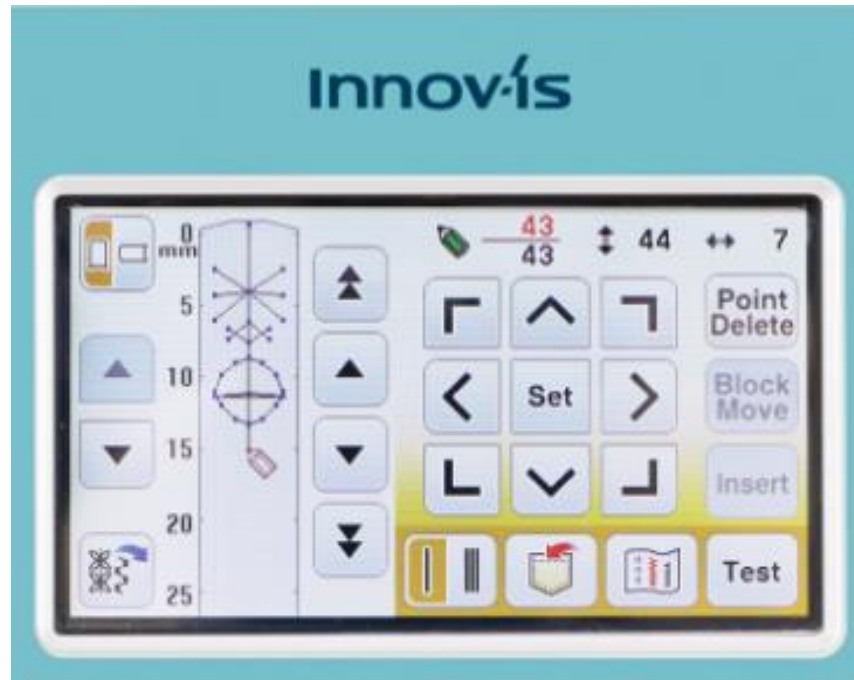 Innov-ís
0
mm
5
10
15
20
25
43
43
44
7
Point
Delete
Set
Block
Move
Insert
Test